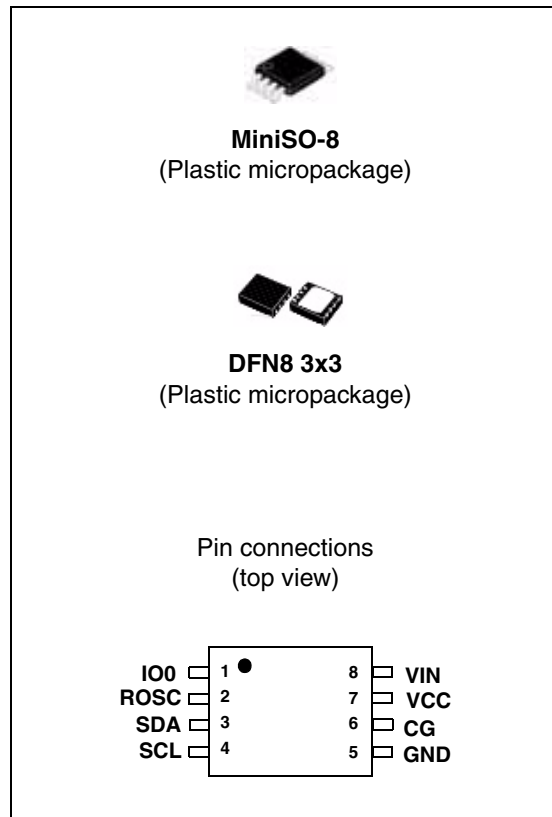 MiniSO-8
(Plastic micropackage)
DFN8 3x3
(Plastic micropackage)
Pin connections
(top view)
IO0 1 8 VIN
ROSC 2 7 VCC
SDA 3 6 CG
SCL 4 5 GND